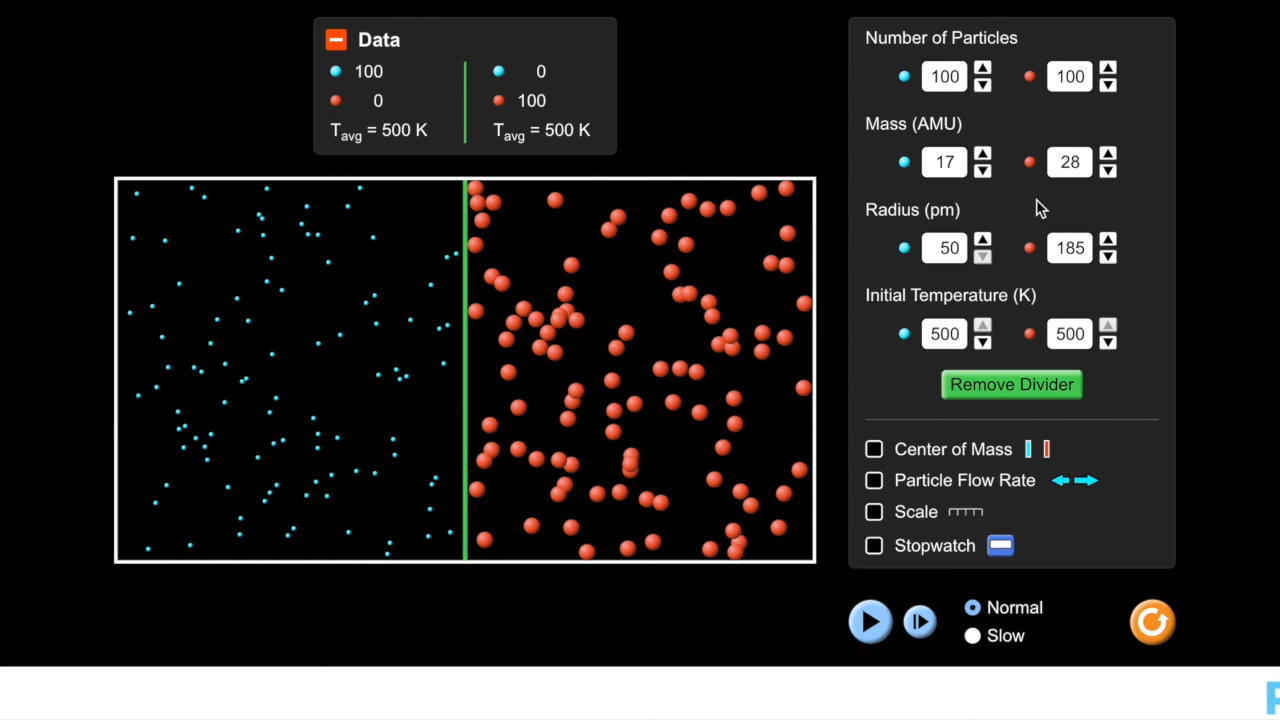 Data
100 0
0 100
Tavg = 500 K Tavg = 500 K
Number of Particles
100 100
Mass (AMU)
17 28
Radius (pm)
50 185
Initial Temperature (K)
500 500
Remove Divider
Center of Mass
Particle Flow Rate
Scale
Stopwatch
Normal
Slow